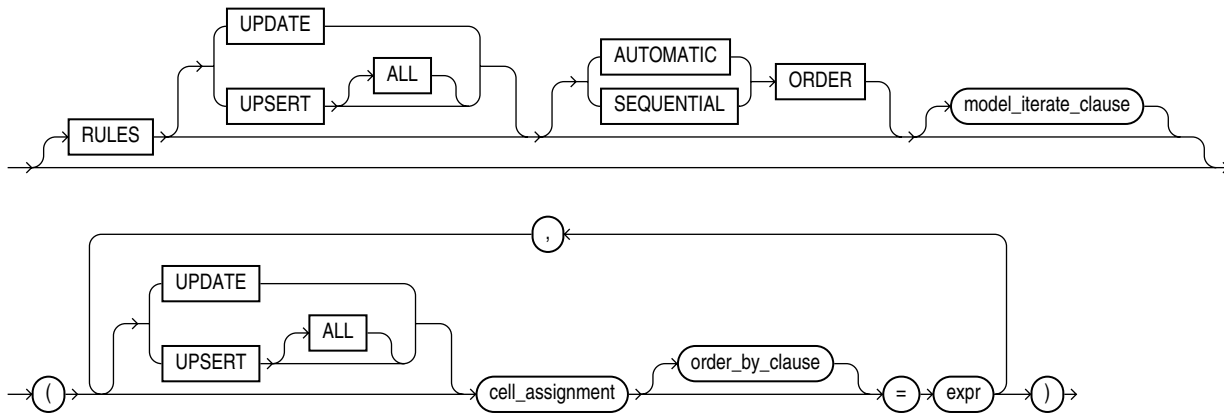 UPDATE
UPSERT ALL
AUTOMATIC
SEQUENTIAL
ORDER
RULES
model_iterate_clause
,
UPDATE
UPSERT ALL
( cell_assignment order_by_clause = expr )